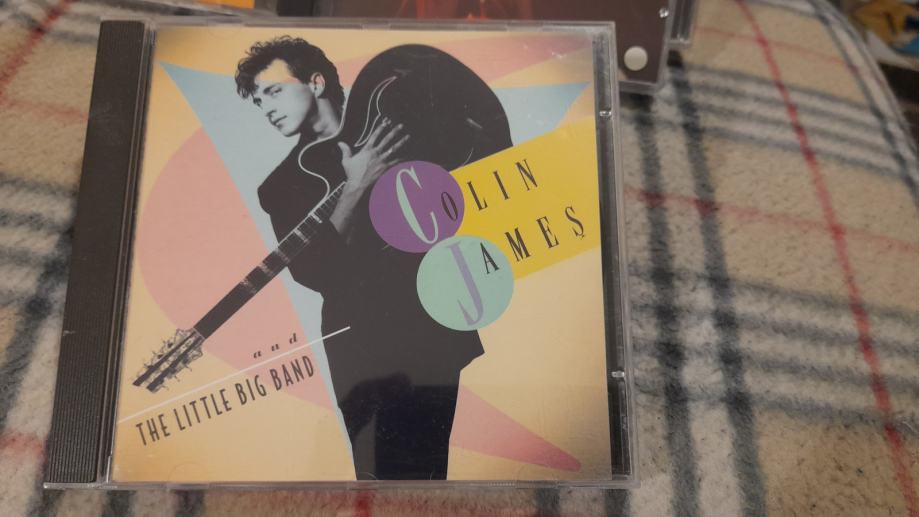 COLIN
JAMES
and
THE LITTLE BIG BAND